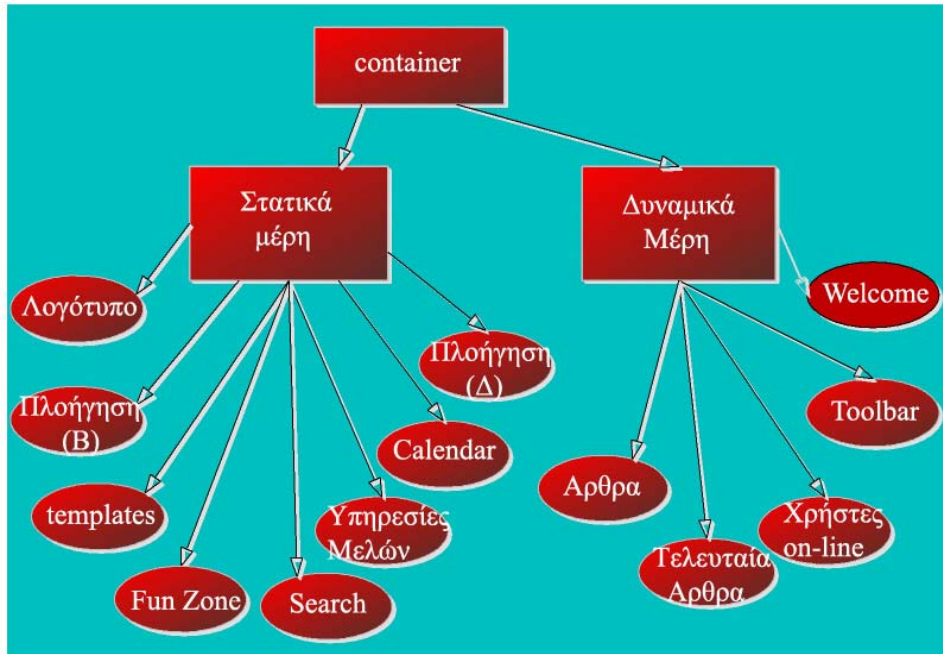 container
Στατικά
μέρη
Δυναμικά
Μέρη
Λογότυπο
Welcome
Πλοήγηση
(Δ)
Πλοήγηση
(Β)
Toolbar
Calendar
Αρθρα
templates
Υπηρεσίες
Μελών
Χρήστες
on-line
Τελευταία
Αρθρα
Fun Zone
Search